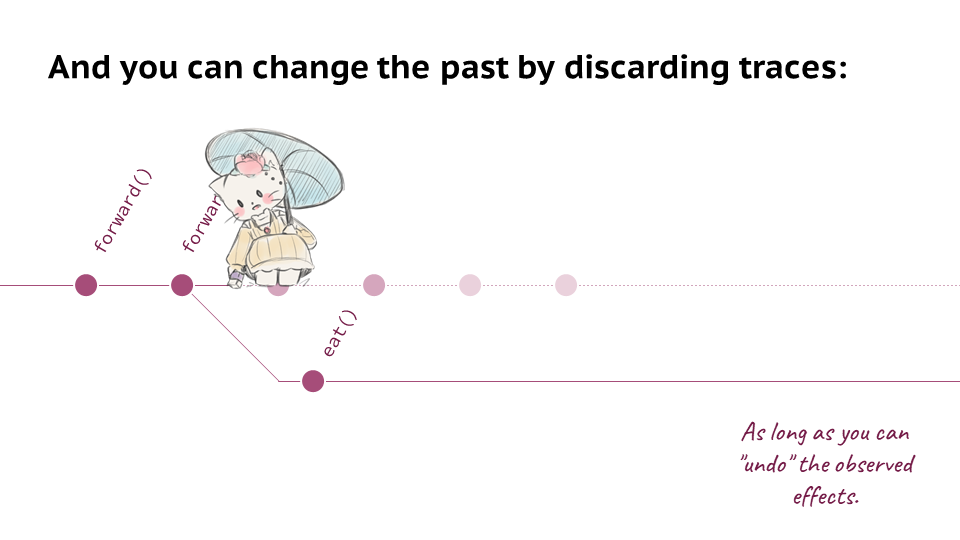 And you can change the past by discarding traces:
forward()
forwar
eat()
As long as you can
"undo" the observed
effects.